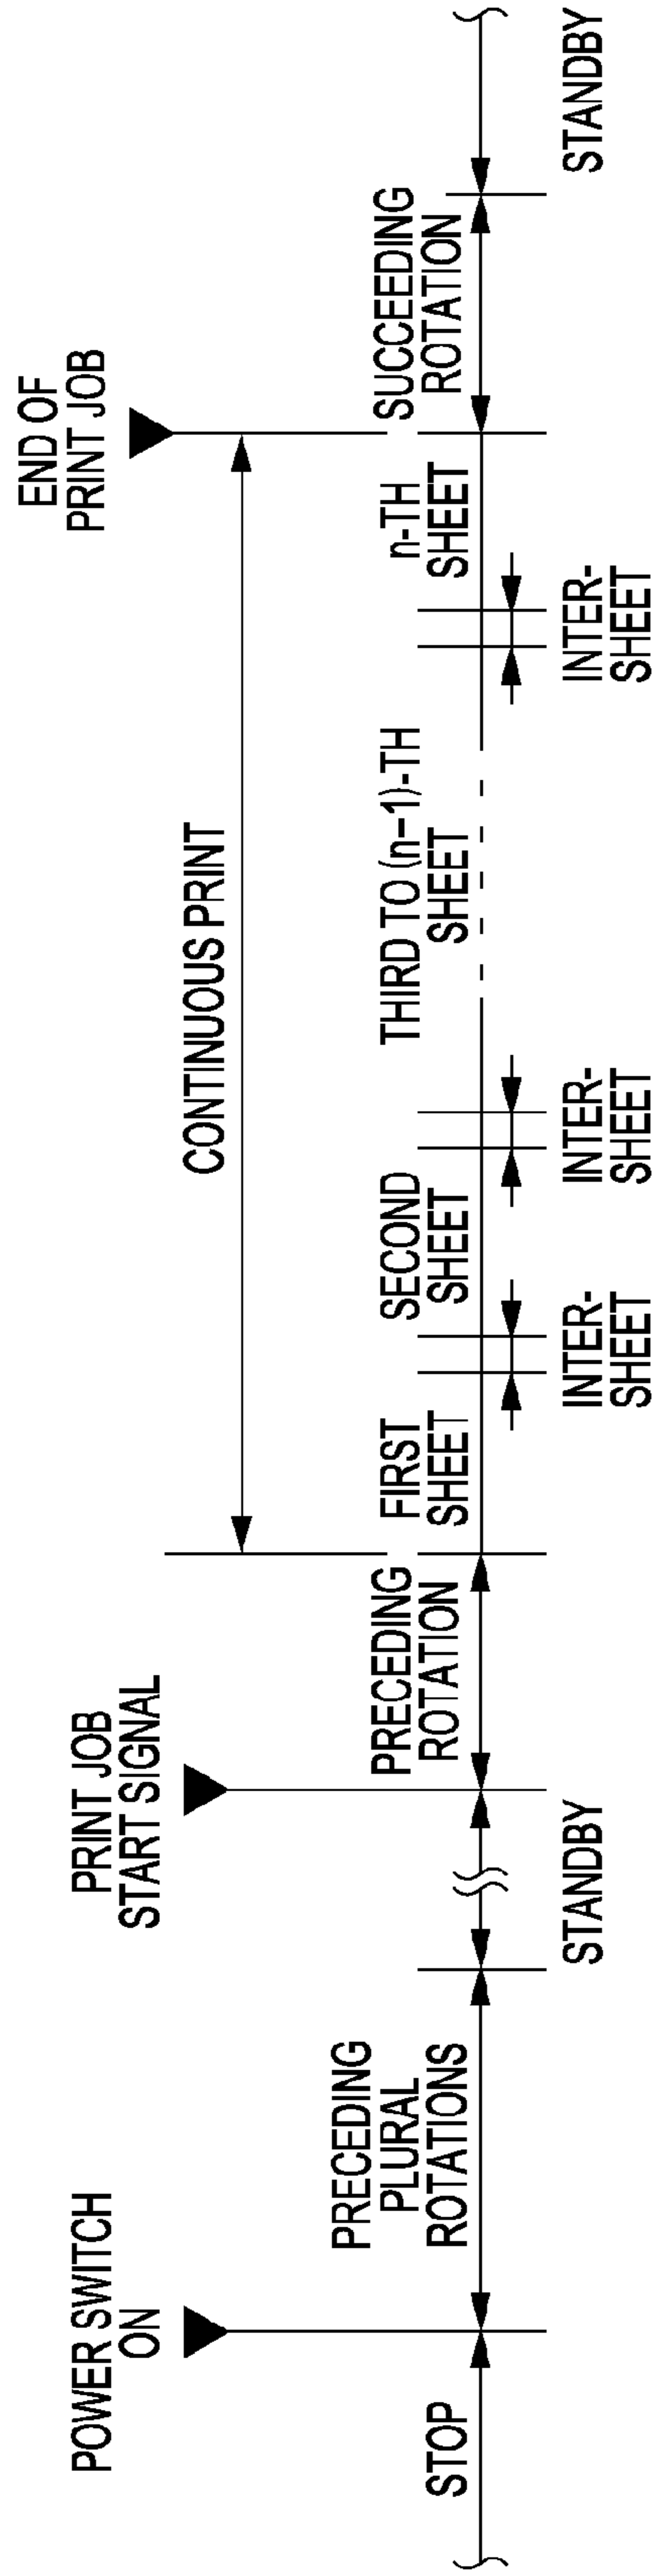 POWER SWITCH
ON
PRINT JOB
START SIGNAL
END OF
PRINT JOB
CONTINUOUS PRINT
STOP
PRECEDING
PLURAL
ROTATIONS
STANDBY
PRECEDING
ROTATION
FIRST
SHEET
INTER-
SHEET
SECOND
SHEET
INTER-
SHEET
THIRD TO (n−1)-TH
SHEET
INTER-
SHEET
n-TH
SHEET
SUCCEEDING
ROTATION
STANDBY